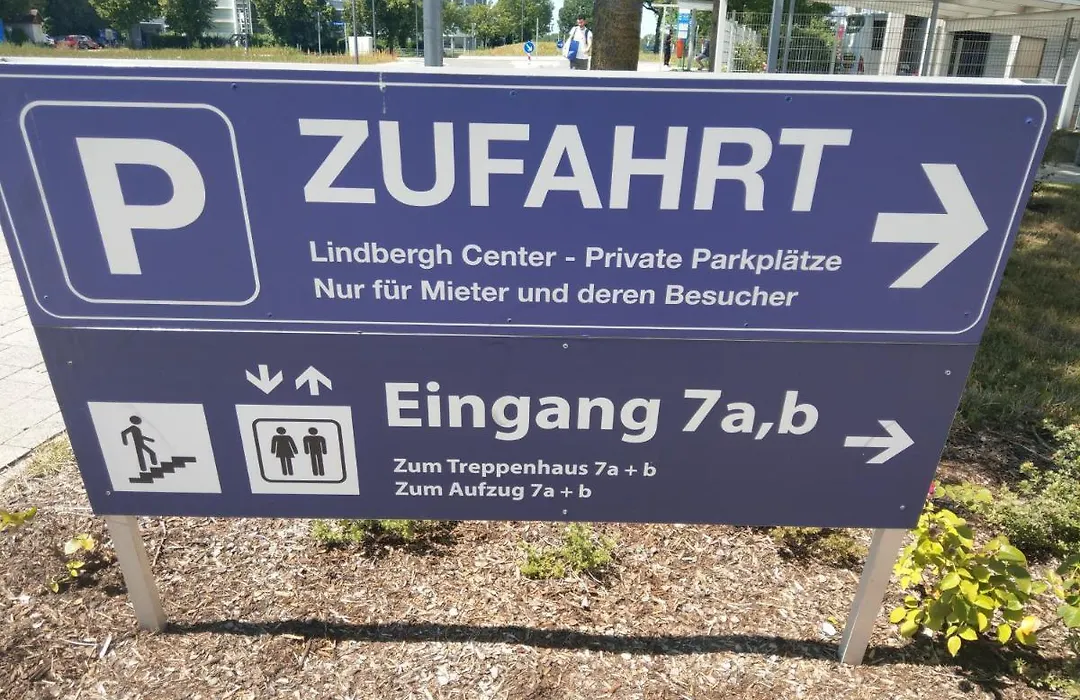 P
ZUFAHRT
Lindbergh Center - Private Parkplätze
Nur für Mieter und deren Besucher
Eingang 7a,b
Zum Treppenhaus 7a + b
Zum Aufzug 7a + b